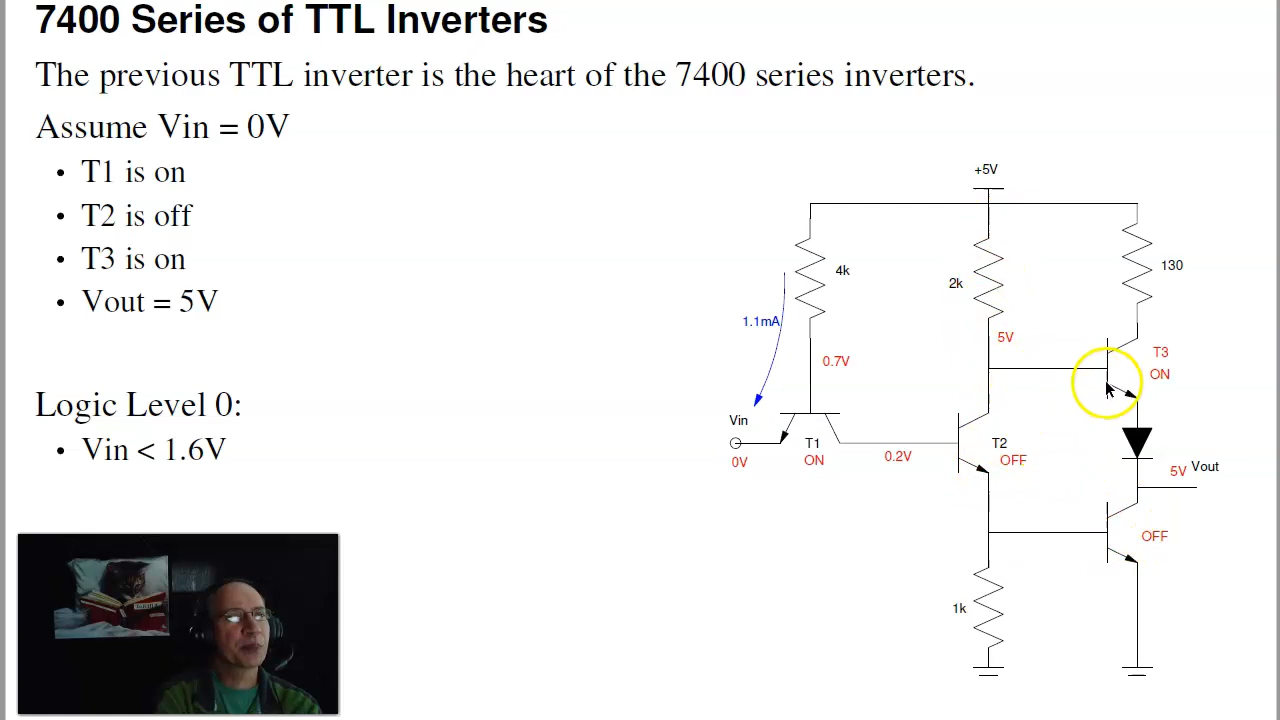 7400 Series of TTL Inverters
The previous TTL inverter is the heart of the 7400 series inverters.
Assume Vin = 0V
• T1 is on
• T2 is off
• T3 is on
• Vout = 5V
Logic Level 0:
• Vin < 1.6V
+5V
4k
2k
130
1.1mA
5V
T3
0.7V
ON
Vin
0V
T1
ON
0.2V
T2
OFF
5V Vout
OFF
1k